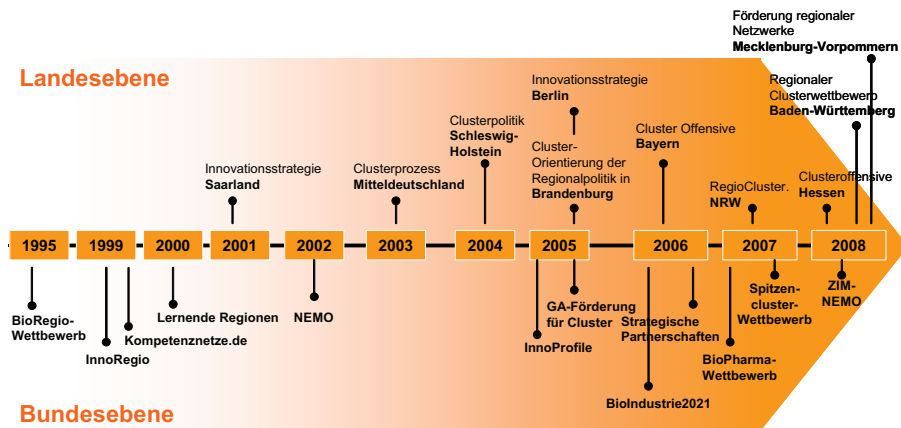 Förderung regionaler
Netzwerke
Mecklenburg-Vorpommern
Landesebene
Regionaler
Clusterwettbewerb
Baden-Württemberg
Innovationsstrategie
Berlin
Clusterpolitik
Schleswig-
Holstein
Cluster Offensive
Bayern
Cluster-
Orientierung der
Regionalpolitik in
Brandenburg
Innovationsstrategie
Saarland
Clusterprozess
Mitteldeutschland
RegioCluster.
NRW
Clusteroffensive
Hessen
1995
1999
2000
2001
2002
2003
2004
2005
2006
2007
2008
BioRegio-
Wettbewerb
InnoRegio
Kompetenznetze.de
Lernende Regionen
NEMO
InnoProfile
GA-Förderung
für Cluster
BioIndustrie2021
Strategische
Partnerschaften
BioPharma-
Wettbewerb
Spitzen-
cluster-
Wettbewerb
ZIM-
NEMO
Bundesebene